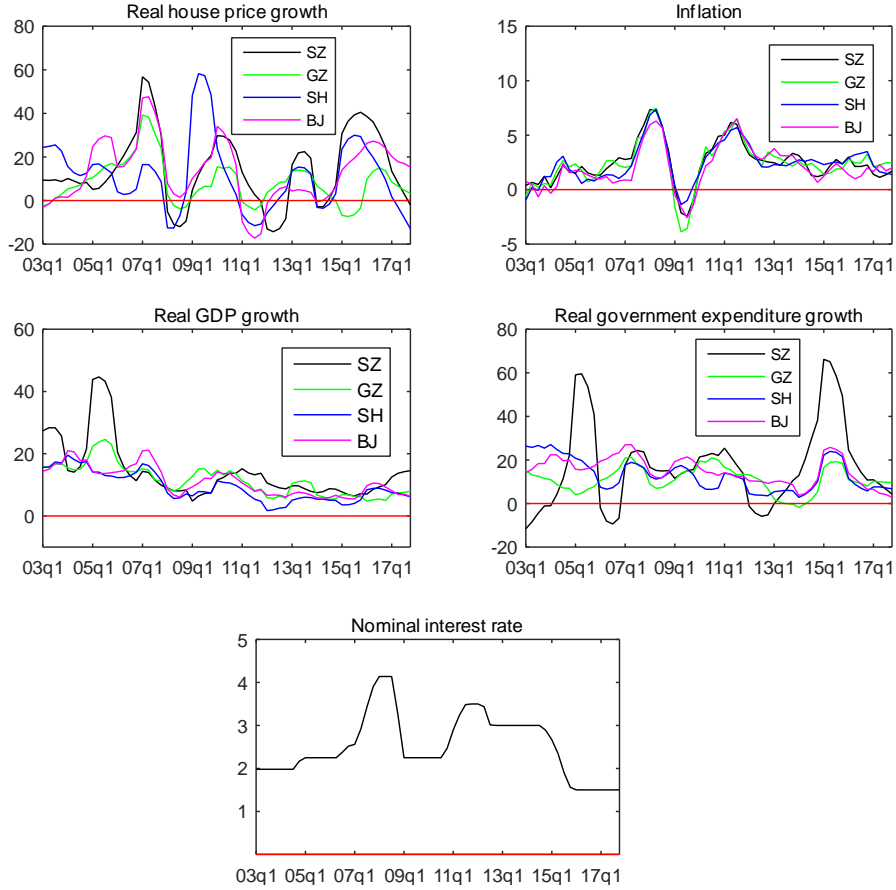 Real house price growth
80
60
40
20
0
-20
03q1 05q1 07q1 09q1 11q1 13q1 15q1 17q1
SZ
GZ
SH
BJ
Inflation
15
10
5
0
-5
03q1 05q1 07q1 09q1 11q1 13q1 15q1 17q1
SZ
GZ
SH
BJ
Real GDP growth
60
40
20
0
03q1 05q1 07q1 09q1 11q1 13q1 15q1 17q1
SZ
GZ
SH
BJ
Real government expenditure growth
80
60
40
20
0
-20
03q1 05q1 07q1 09q1 11q1 13q1 15q1 17q1
SZ
GZ
SH
BJ
Nominal interest rate
5
4
3
2
1
03q1 05q1 07q1 09q1 11q1 13q1 15q1 17q1